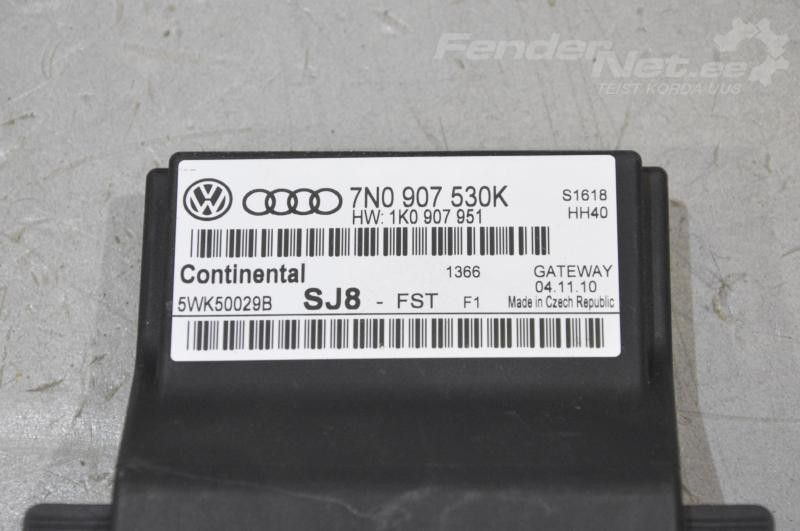 FenderNet.ee
TEIST KORDA UUS
7N0 907 530K
S1618
HW: 1K0 907 951
HH40
Continental
1366
GATEWAY
04.11.10
5WK50029B
SJ8 - FST F1
Made in Czech Republic